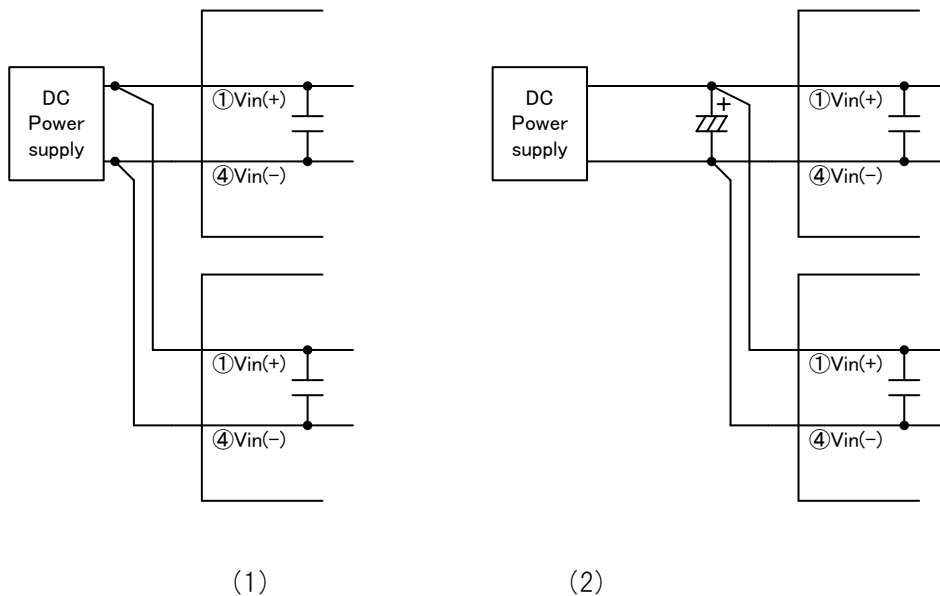 DC
Power
supply
①Vin(+)
④Vin(-)
①Vin(+)
④Vin(-)
(1)
DC
Power
supply
+
①Vin(+)
④Vin(-)
①Vin(+)
④Vin(-)
(2)